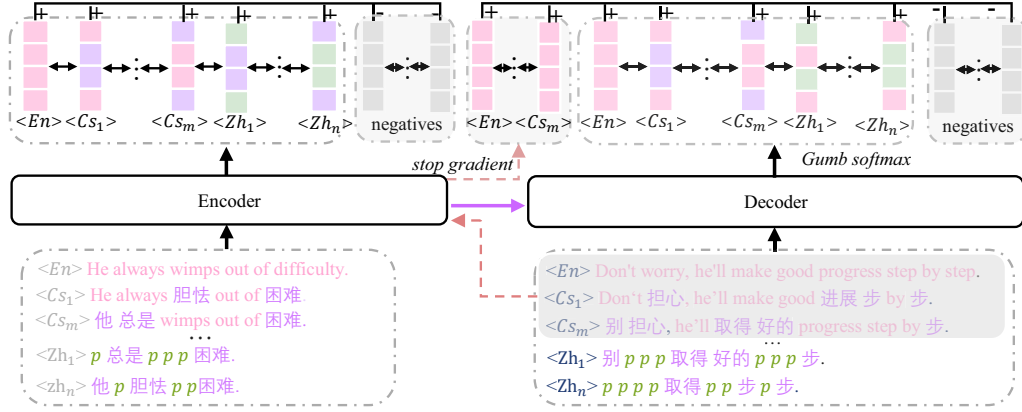 + + + + + - - + + + + + + + - -
<En> <Cs₁> <Csₘ> <Zh₁> <Zhₙ> negatives <En> <Csₘ> <En> <Cs₁> <Csₘ> <Zh₁> <Zhₙ> negatives
stop gradient Gumb softmax
Encoder Decoder
<En> He always wimps out of difficulty.
<Cs₁> He always 胆怯 out of 困难.
<Csₘ> 他 总是 wimps out of 困难.
...
<Zh₁> p 总是 p p p 困难.
<zhₙ> 他 p 胆怯 p p困难.
<En> Don't worry, he'll make good progress step by step.
<Cs₁> Don‘t 担心, he’ll make good 进展 步 by 步.
<Csₘ> 别 担心, he’ll 取得 好的 progress step by 步.
...
<Zh₁> 别 p p p 取得 好的 p p p 步.
<Zhₙ> p p p p 取得 p p 步 p 步.